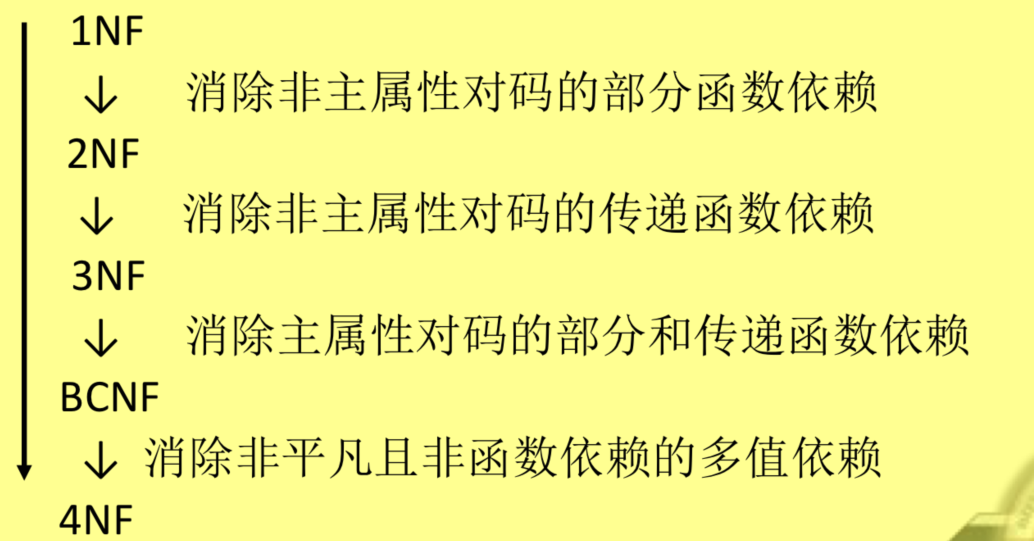 1NF
↓ 消除非主属性对码的部分函数依赖
2NF
↓ 消除非主属性对码的传递函数依赖
3NF
↓ 消除主属性对码的部分和传递函数依赖
BCNF
↓ 消除非平凡且非函数依赖的多值依赖
4NF